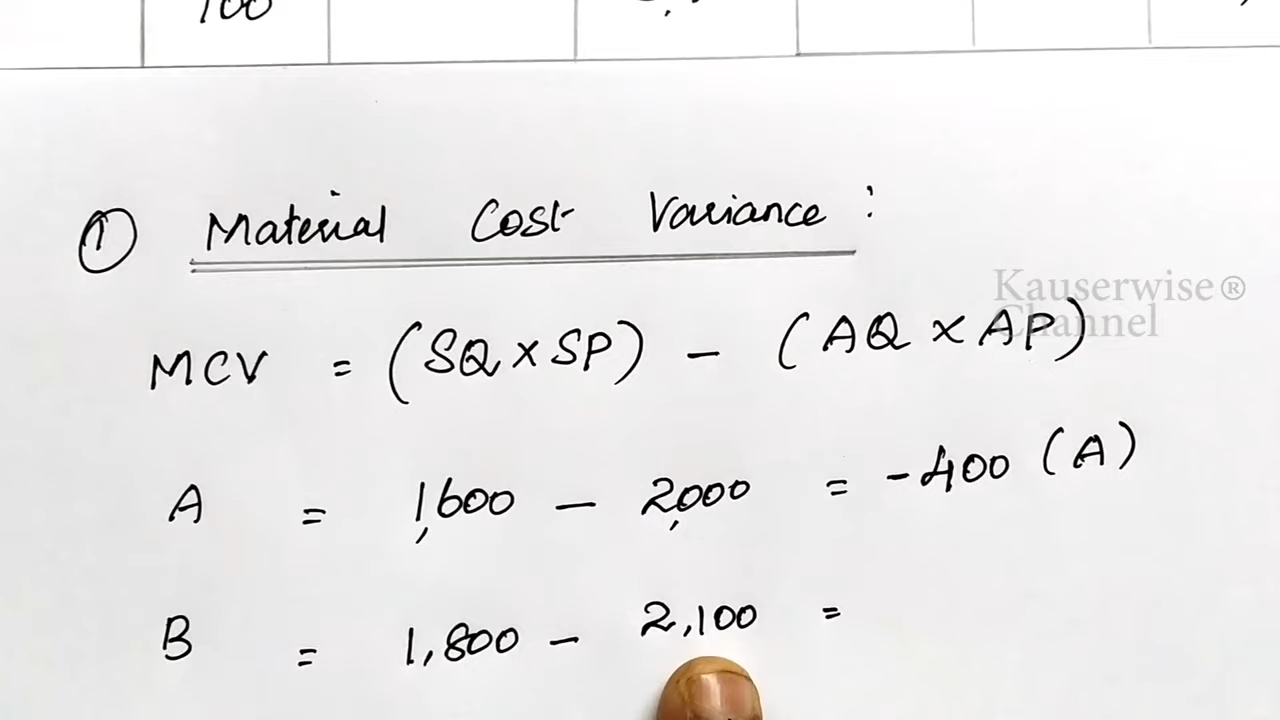 100
① Material Cost Variance :
Kauserwise®
Channel
MCV = (SQ × SP) - (AQ × AP)
A = 1,600 - 2,000 = -400 (A)
B = 1,800 - 2,100 =